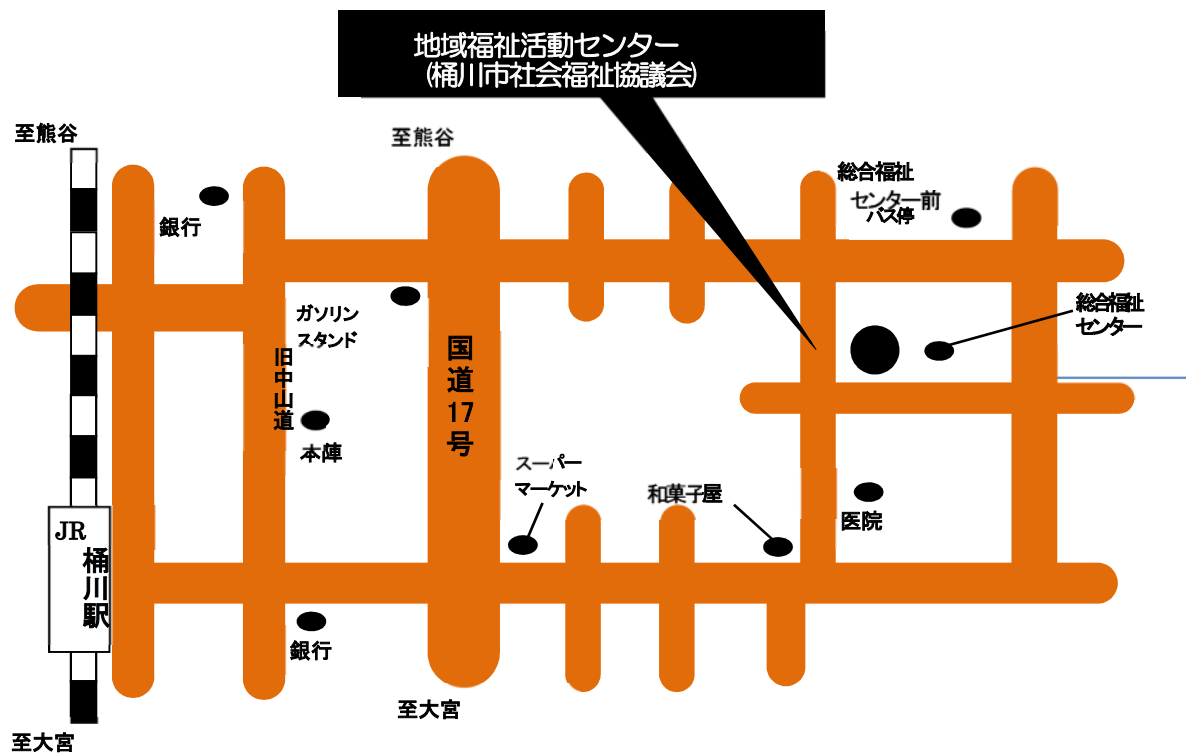 地域福祉活動センター
(桶川市社会福祉協議会)
至熊谷
至熊谷
総合福祉
センター前
バス停
銀行
総合福祉
センター
ガソリン
スタンド
旧中山道
国道17号
本陣
スーパー
マーケット
和菓子屋
医院
JR
桶川駅
銀行
至大宮
至大宮